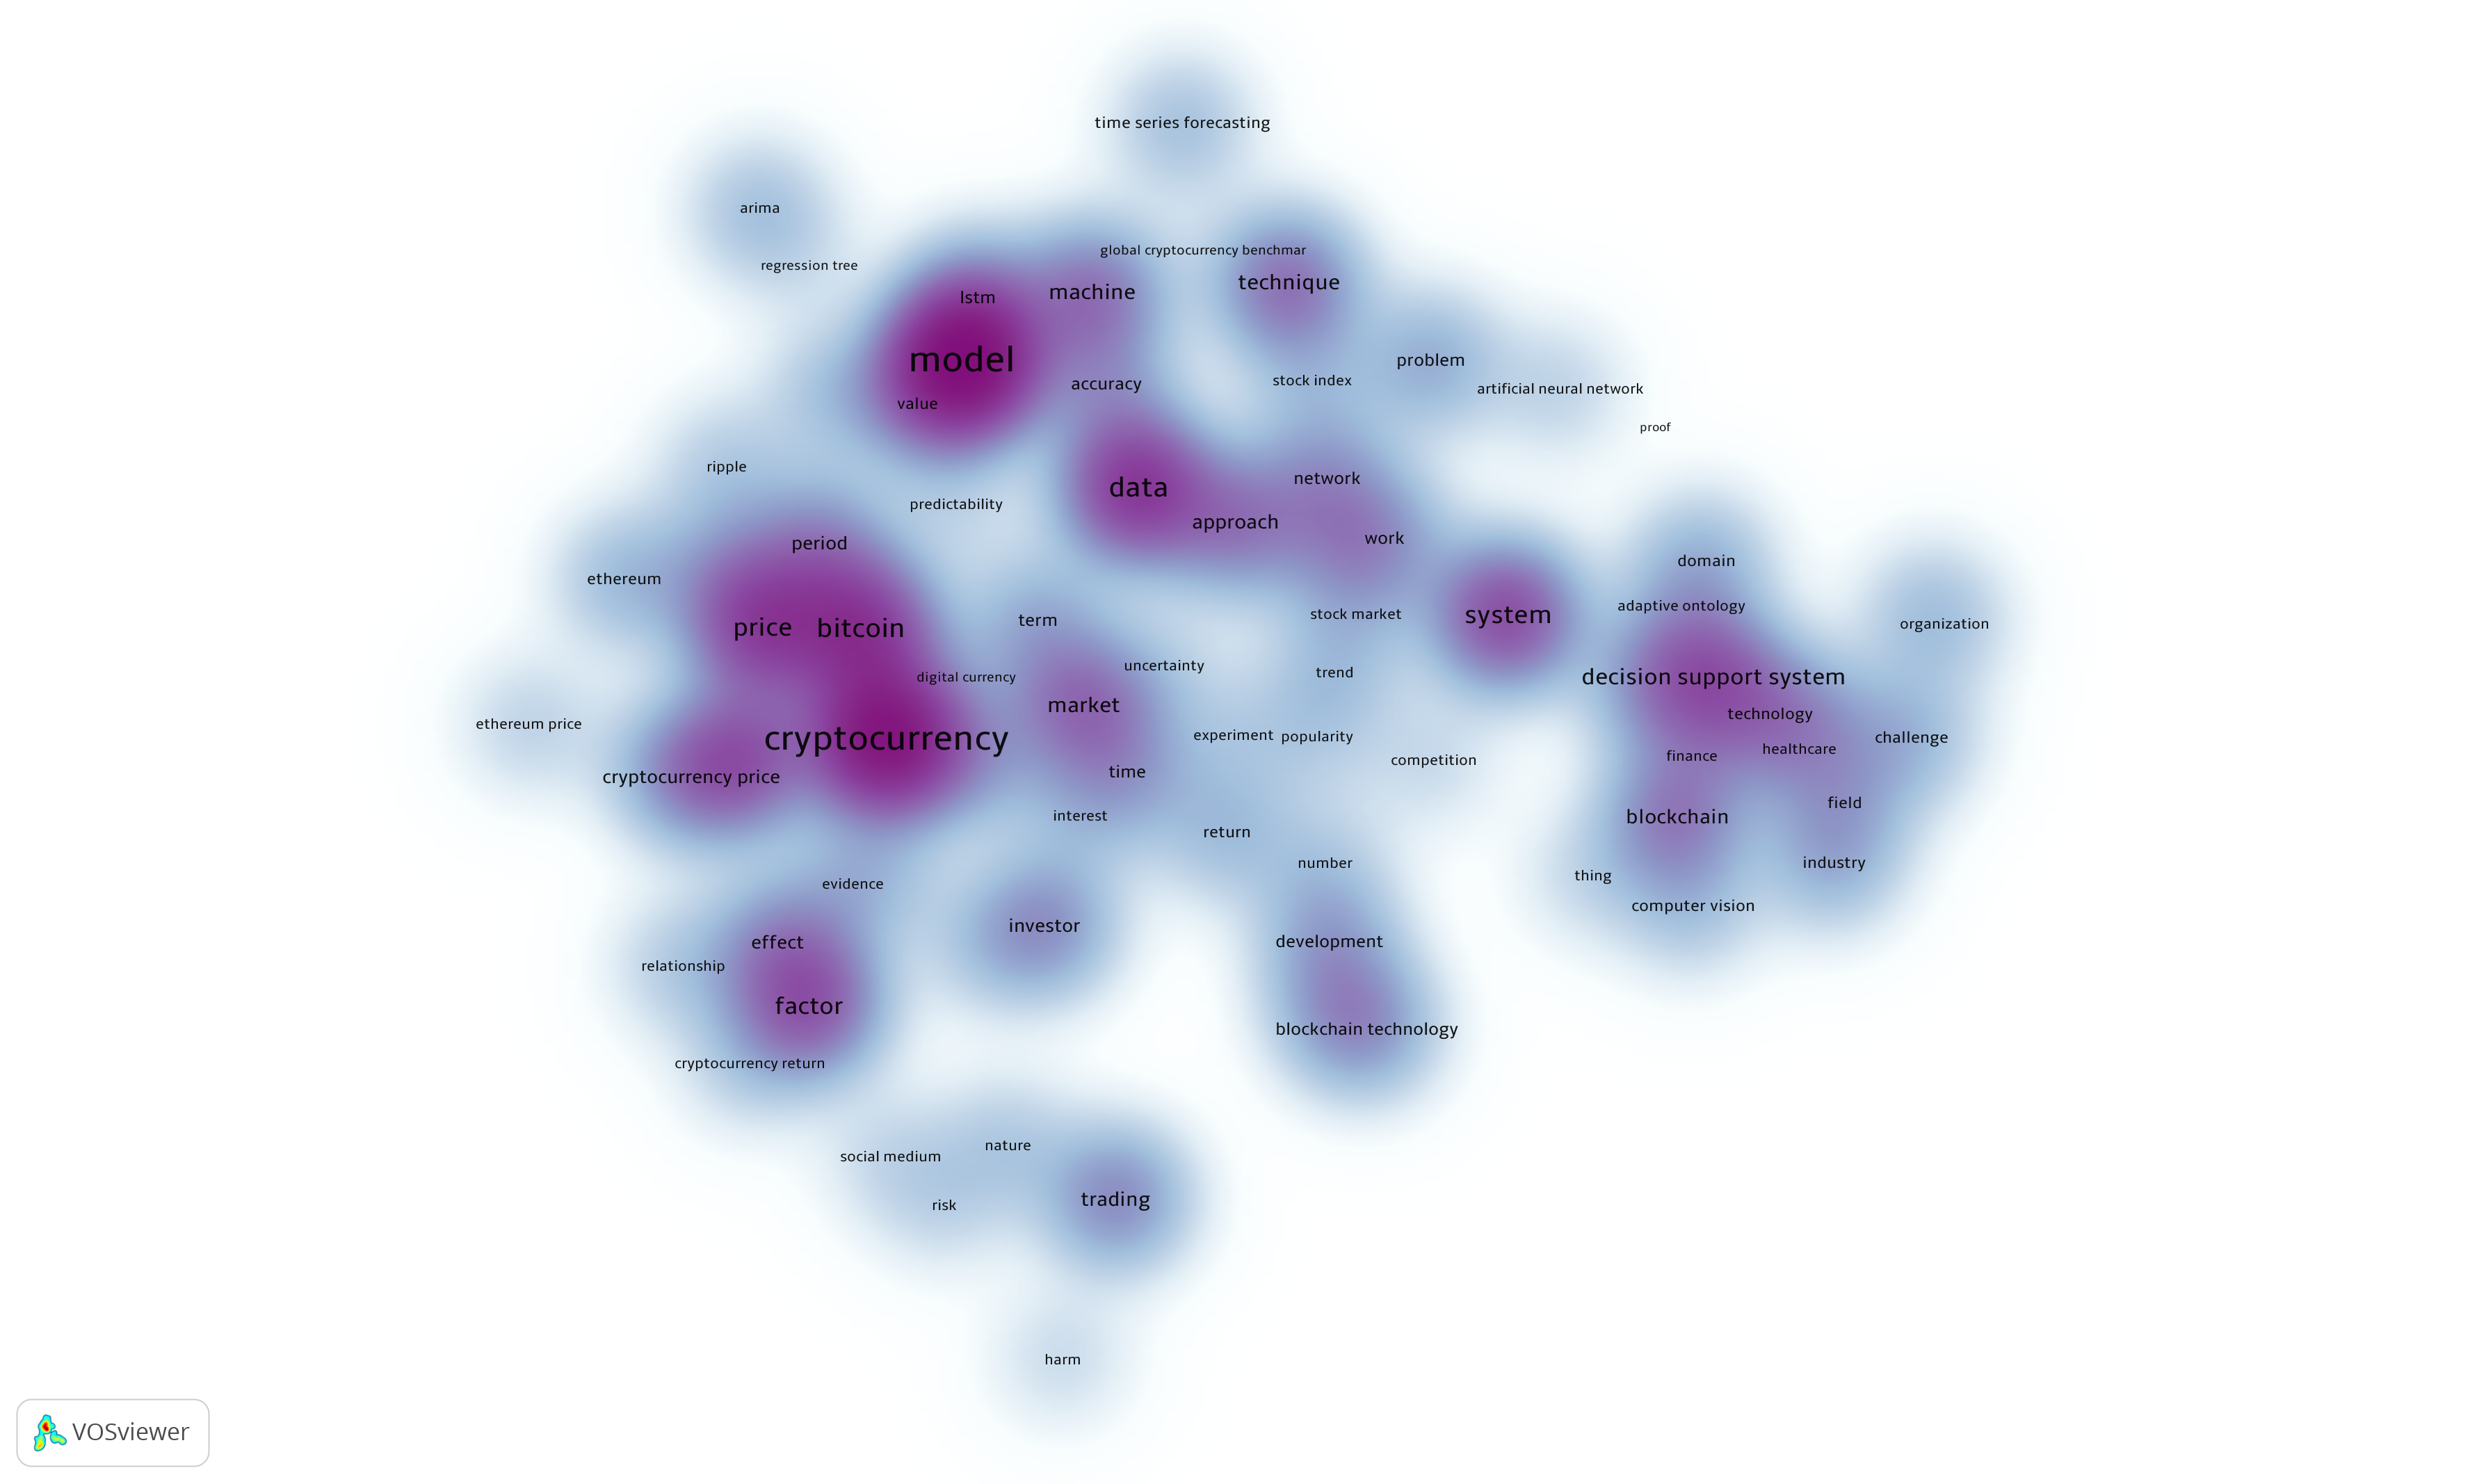 time series forecasting
arima
global cryptocurrency benchmar
regression tree
technique
machine
lstm
model
problem
stock index
accuracy
artificial neural network
value
proof
ripple
network
data
predictability
approach
work
period
domain
ethereum
adaptive ontology
stock market
system
term
organization
price
bitcoin
uncertainty
trend
digital currency
decision support system
market
technology
ethereum price
experiment
popularity
cryptocurrency
challenge
healthcare
finance
competition
time
cryptocurrency price
field
interest
blockchain
return
number
industry
thing
evidence
computer vision
investor
effect
development
relationship
factor
blockchain technology
cryptocurrency return
nature
social medium
trading
risk
harm
VOSviewer